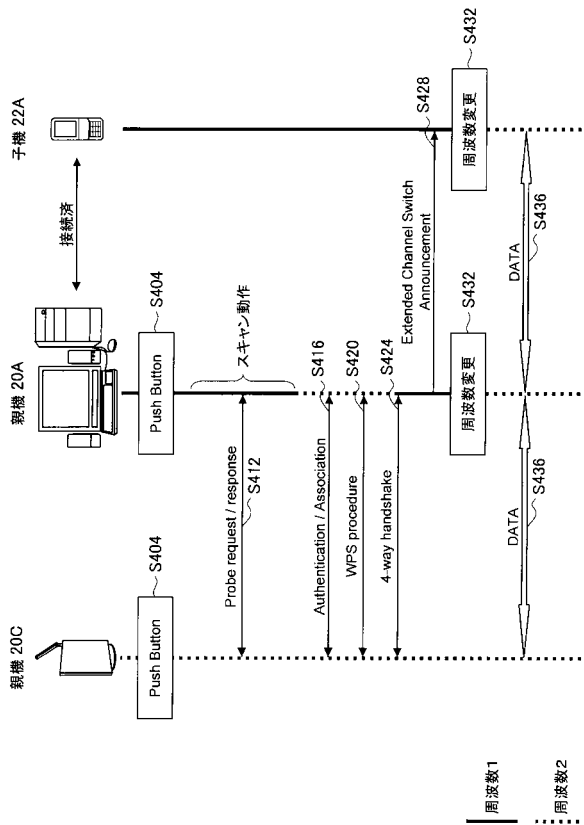 親機 20C
親機 20A
子機 22A
接続済
Push Button
S404
Push Button
S404
スキャン動作
Probe request / response
S412
Authentication / Association
S416
WPS procedure
S420
4-way handshake
S424
Extended Channel Switch
Announcement
S428
周波数変更
S432
周波数変更
S432
DATA
S436
DATA
S436
周波数1
周波数2